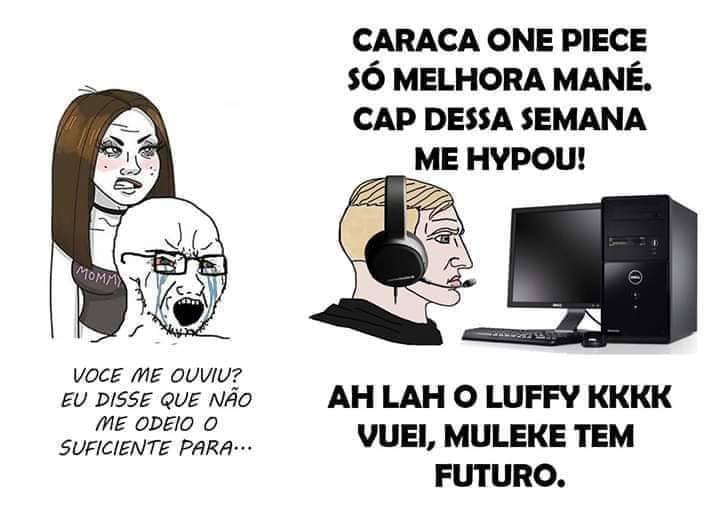 MOMMY
VOCE ME OUVIU?
EU DISSE QUE NÃO
ME ODEIO O
SUFICIENTE PARA...
CARACA ONE PIECE
SÓ MELHORA MANÉ.
CAP DESSA SEMANA
ME HYPOU!
DELL
AH LAH O LUFFY KKKK
VUEI, MULEKE TEM
FUTURO.